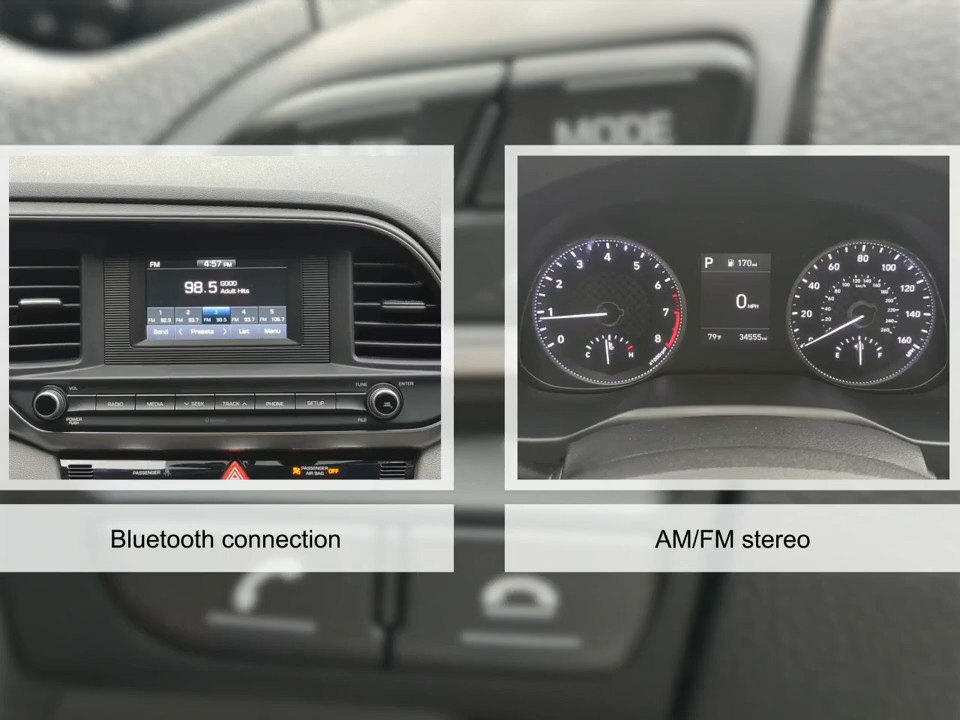 MODE
FM
4:57 PM
98.5
GOOD
Adult Hits
1 2 3 4 5
FM 92.9 FM 93.7 FM 98.5 FM 93.7 FM 106.7
Send < Presets > List Menu
VOL
TUNE
ENTER
RADIO MEDIA SEEK TRACK PHONE SETUP
POWER
PUSH
FILE
PASSENGER
PASSENGER
AIR BAG OFF
0 1 2 3 4 5 6 7 8
x1000rpm
C H
P 170mi
0 MPH
79°F 34555mi
20 40 60 80 100 120 140 160
km/h
E F
Bluetooth connection
AM/FM stereo